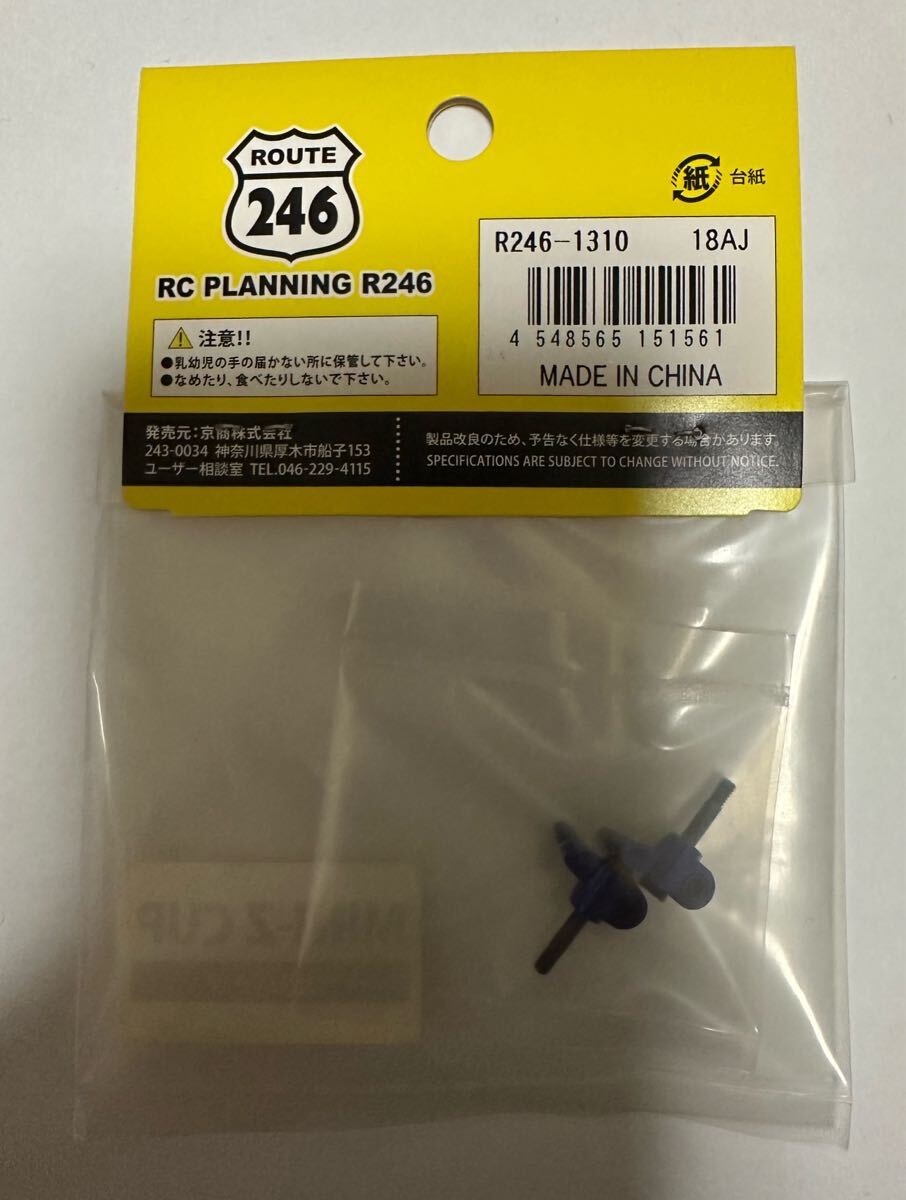 ROUTE
246
RC PLANNING R246
紙 台紙
R246-1310 18AJ
4 548565 151561
MADE IN CHINA
注意!!
●乳幼児の手の届かない所に保管して下さい。
●なめたり、食べたりしないで下さい。
発売元：京商株式会社
243-0034 神奈川県厚木市船子153
ユーザー相談室 TEL.046-229-4115
製品改良のため、予告なく仕様等を変更する場合があります。
SPECIFICATIONS ARE SUBJECT TO CHANGE WITHOUT NOTICE.
MINI-Z CUP